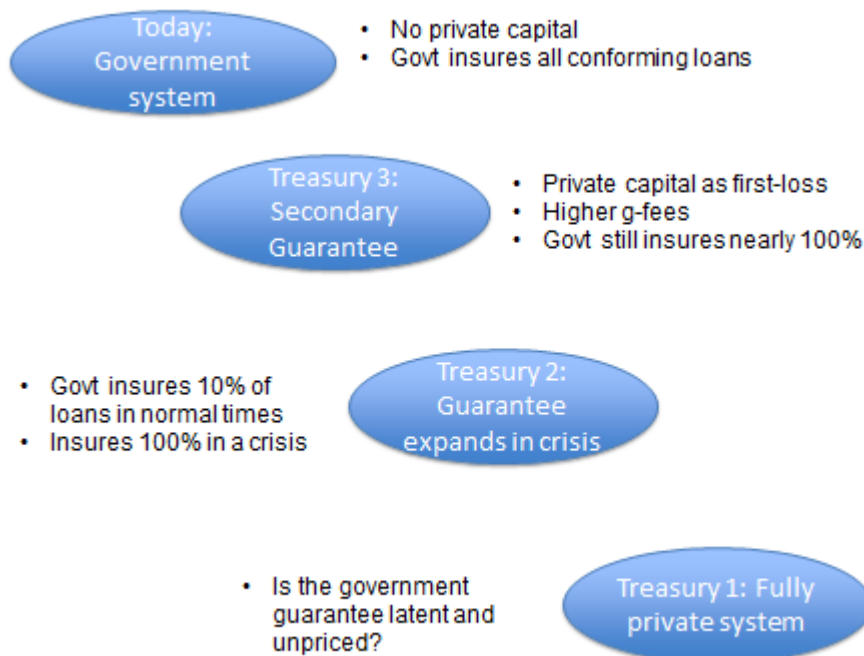 Today:
Government
system
• No private capital
• Govt insures all conforming loans
Treasury 3:
Secondary
Guarantee
• Private capital as first-loss
• Higher g-fees
• Govt still insures nearly 100%
• Govt insures 10% of
loans in normal times
• Insures 100% in a crisis
Treasury 2:
Guarantee
expands in crisis
• Is the government
guarantee latent and
unpriced?
Treasury 1: Fully
private system